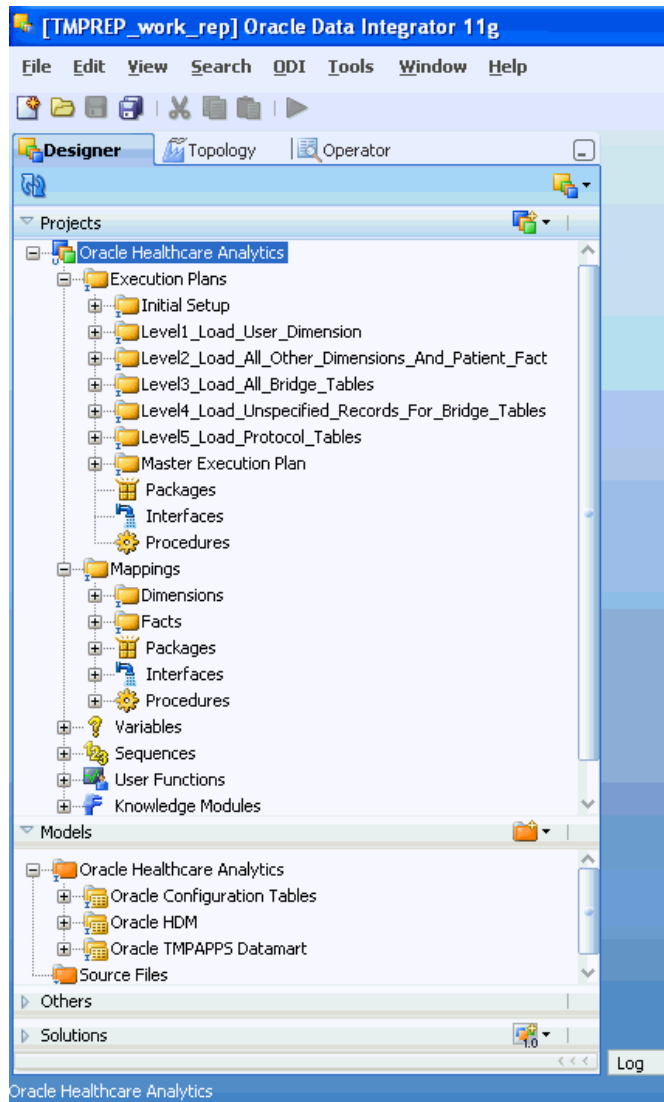 [TMPREP_work_rep] Oracle Data Integrator 11g
File Edit View Search ODI Tools Window Help
Designer Topology Operator
Projects
Oracle Healthcare Analytics
Execution Plans
Initial Setup
Level1_Load_User_Dimension
Level2_Load_All_Other_Dimensions_And_Patient_Fact
Level3_Load_All_Bridge_Tables
Level4_Load_Unspecified_Records_For_Bridge_Tables
Level5_Load_Protocol_Tables
Master Execution Plan
Packages
Interfaces
Procedures
Mappings
Dimensions
Facts
Packages
Interfaces
Procedures
Variables
Sequences
User Functions
Knowledge Modules
Models
Oracle Healthcare Analytics
Oracle Configuration Tables
Oracle HDM
Oracle TMPAPPS Datamart
Source Files
Others
Solutions
1.0
Log
Oracle Healthcare Analytics